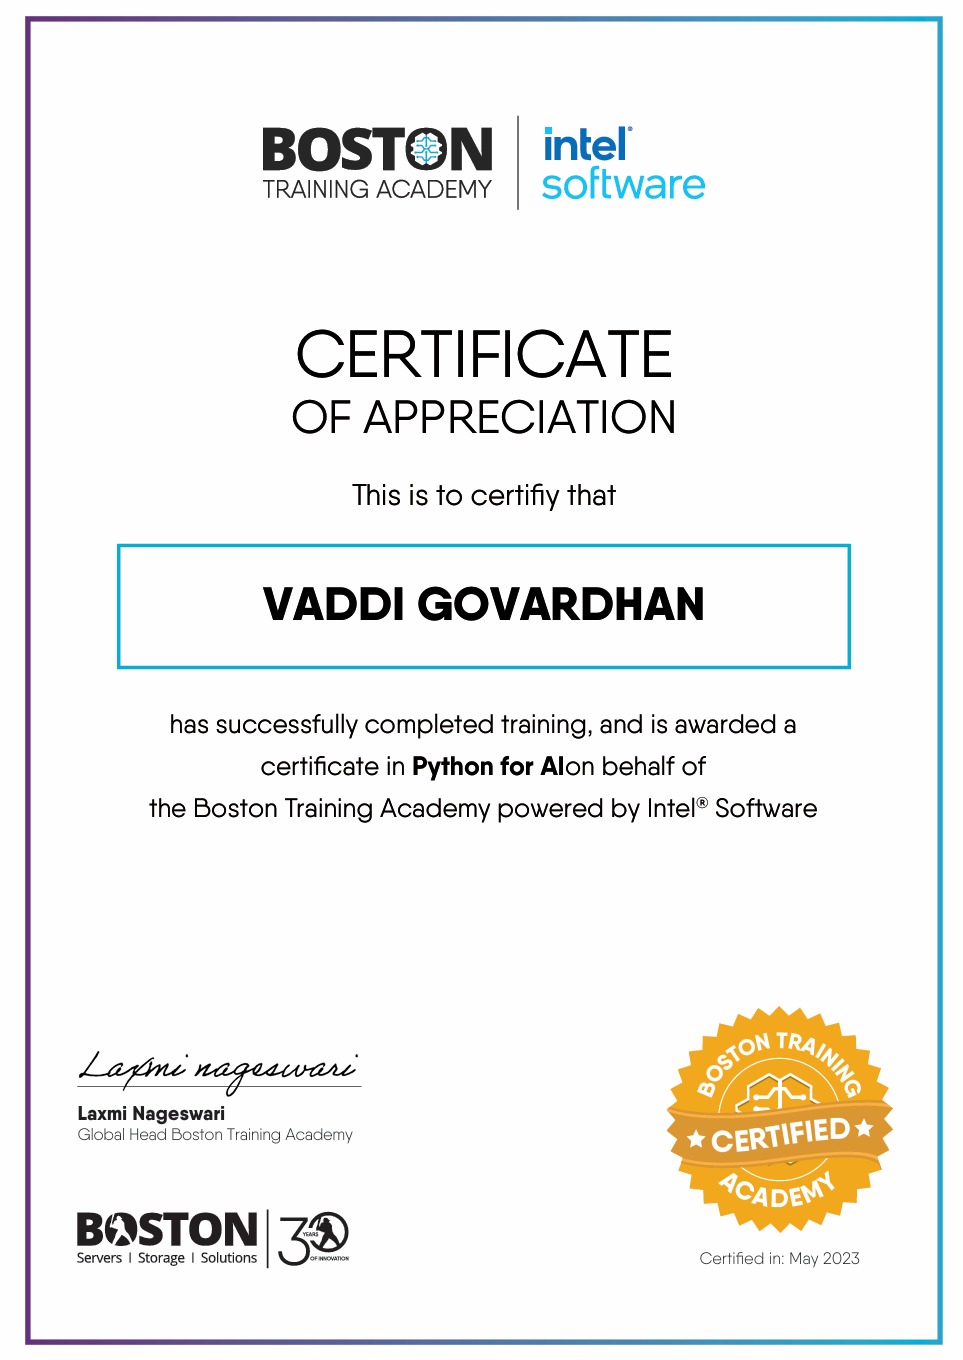 BOSTON
TRAINING ACADEMY
intel®
software
CERTIFICATE
OF APPRECIATION
This is to certifiy that
VADDI GOVARDHAN
has successfully completed training, and is awarded a
certificate in Python for AIon behalf of
the Boston Training Academy powered by Intel® Software
Laxmi nageswari
Laxmi Nageswari
Global Head Boston Training Academy
BOSTON
Servers | Storage | Solutions
30
YEARS
OF INNOVATION
BOSTON TRAINING
CERTIFIED
ACADEMY
Certified in: May 2023